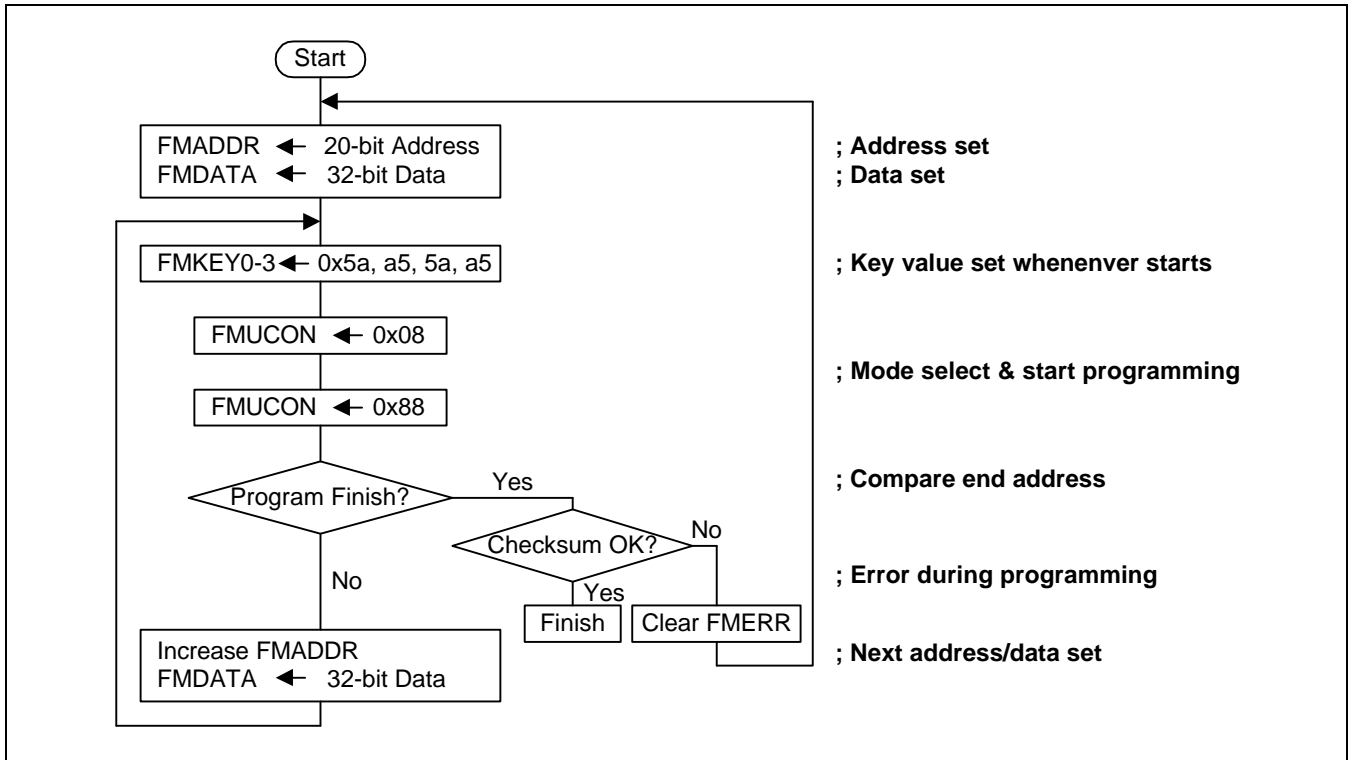 Start
FMADDR ← 20-bit Address
FMDATA ← 32-bit Data
; Address set
; Data set
FMKEY0-3 ← 0x5a, a5, 5a, a5
; Key value set whenenver starts
FMUCON ← 0x08
; Mode select & start programming
FMUCON ← 0x88
Program Finish?
Yes
; Compare end address
Checksum OK?
No
No
; Error during programming
Yes
Finish
Clear FMERR
Increase FMADDR
FMDATA ← 32-bit Data
; Next address/data set